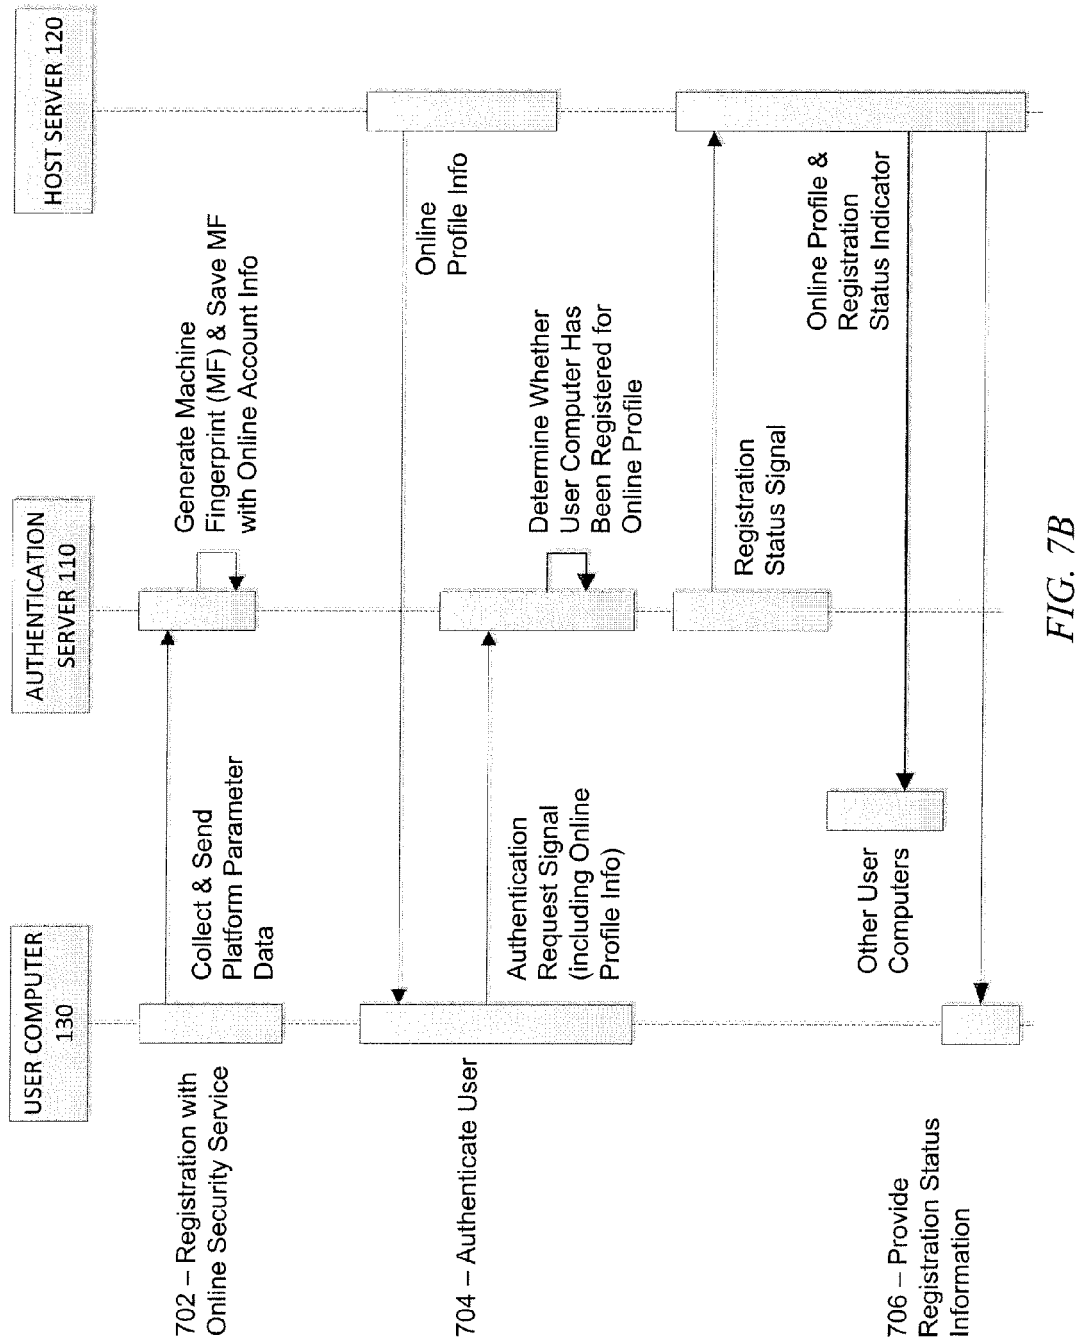 USER COMPUTER
130
AUTHENTICATION
SERVER 110
HOST SERVER 120
702 – Registration with
Online Security Service
Collect & Send
Platform Parameter
Data
Generate Machine
Fingerprint (MF) & Save MF
with Online Account Info
704 – Authenticate User
Online
Profile Info
Authentication
Request Signal
(including Online
Profile Info)
Determine Whether
User Computer Has
Been Registered for
Online Profile
706 – Provide
Registration Status
Information
Registration
Status Signal
Other User
Computers
Online Profile &
Registration
Status Indicator
FIG. 7B